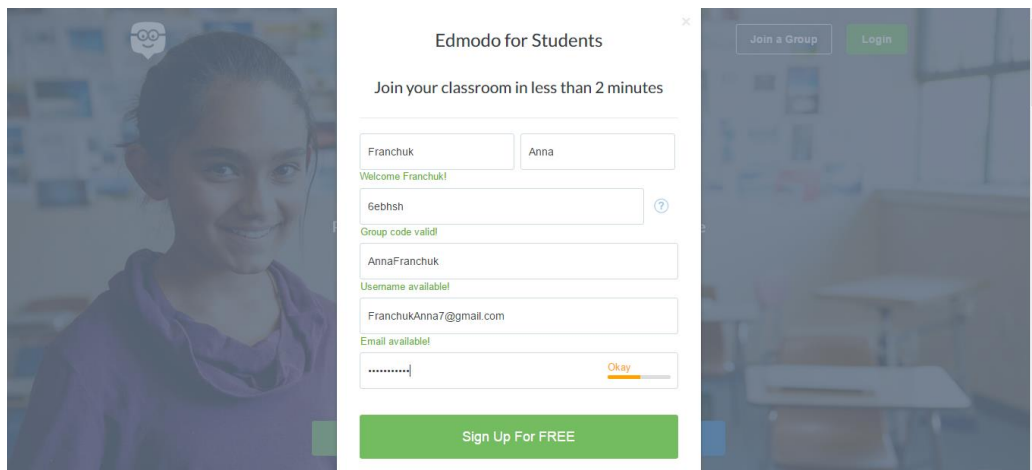 ×
Edmodo for Students
Join a Group Login
Join your classroom in less than 2 minutes
Franchuk Anna
Welcome Franchuk!
6ebhsh ?
Group code valid!
AnnaFranchuk
Username available!
FranchukAnna7@gmail.com
Email available!
•••••••••••
Okay
Sign Up For FREE